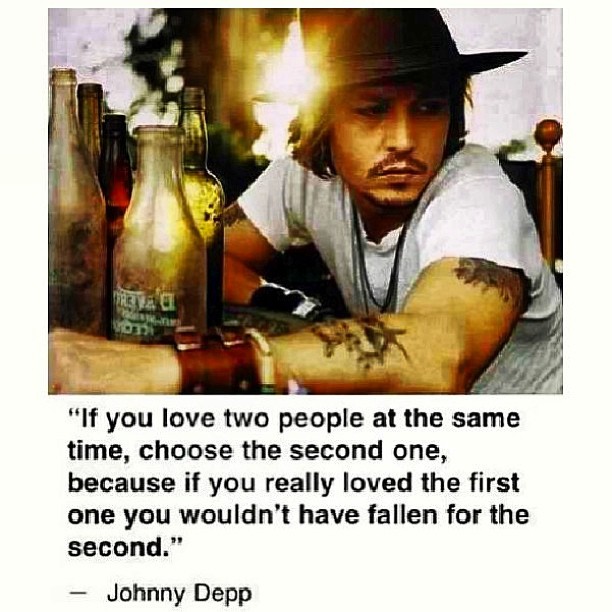 “If you love two people at the same
time, choose the second one,
because if you really loved the first
one you wouldn’t have fallen for the
second.”
— Johnny Depp